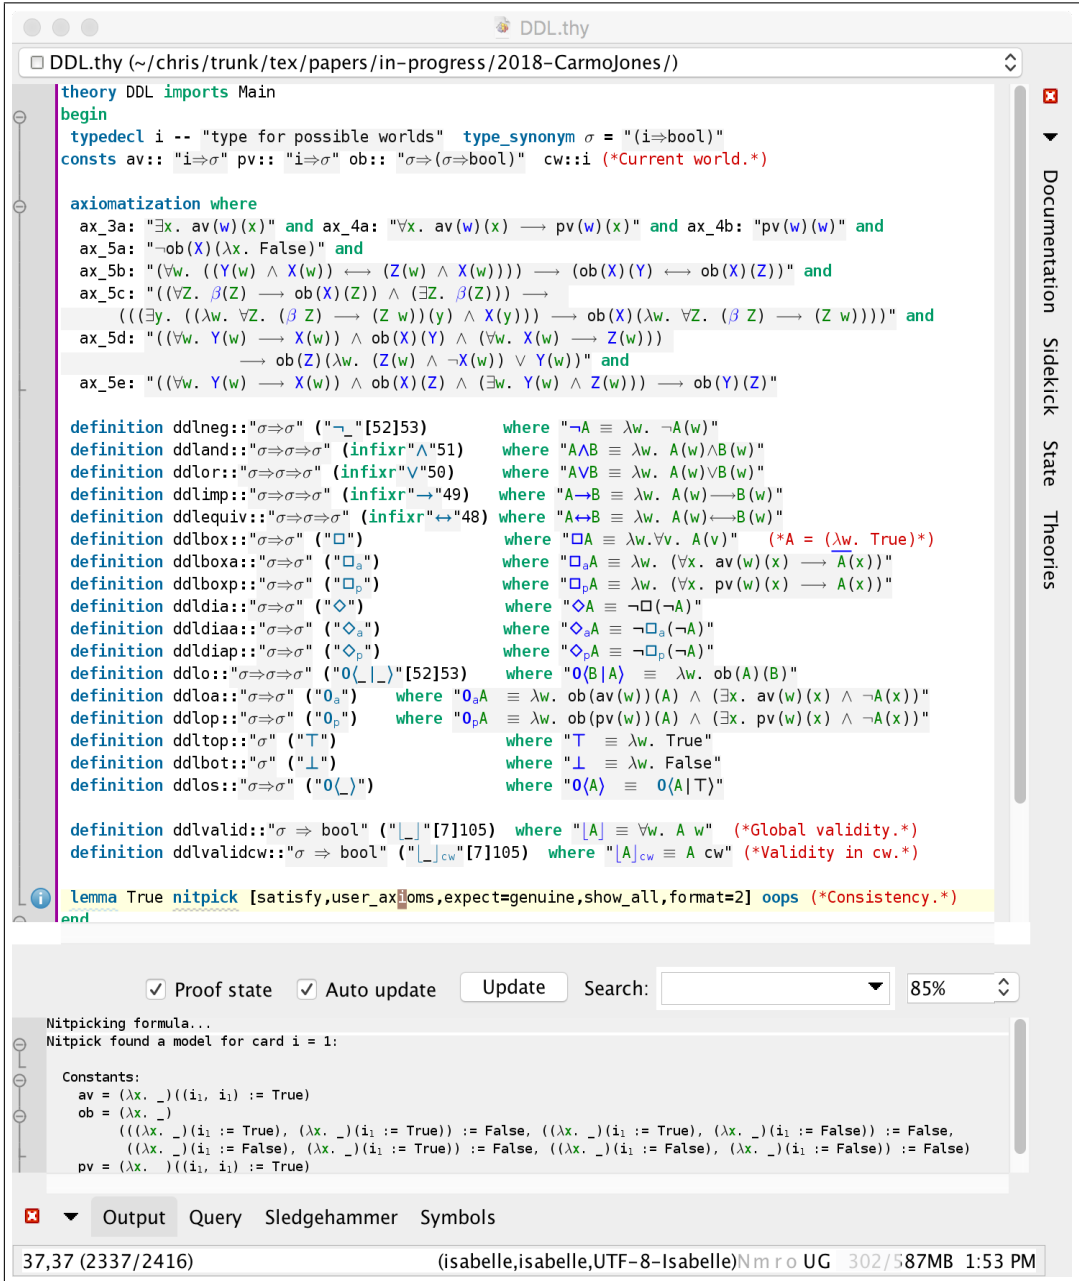 DDL.thy
DDL.thy (~/chris/trunk/tex/papers/in-progress/2018-CarmoJones/)
theory DDL imports Main
begin
typedecl i -- "type for possible worlds" type_synonym σ = "(i⇒bool)"
consts av:: "i⇒σ" pv:: "i⇒σ" ob:: "σ⇒(σ⇒bool)" cw::i (*Current world.*)
axiomatization where
ax_3a: "∃x. av(w)(x)" and ax_4a: "∀x. av(w)(x) ⟶ pv(w)(x)" and ax_4b: "pv(w)(w)" and
ax_5a: "¬ob(X)(λx. False)" and
ax_5b: "(∀w. ((Y(w) ∧ X(w)) ⟷ (Z(w) ∧ X(w)))) ⟶ (ob(X)(Y) ⟷ ob(X)(Z))" and
ax_5c: "((∀Z. β(Z) ⟶ ob(X)(Z)) ∧ (∃Z. β(Z))) ⟶
(((∃y. ((λw. ∀Z. (β Z) ⟶ (Z w))(y) ∧ X(y))) ⟶ ob(X)(λw. ∀Z. (β Z) ⟶ (Z w))))" and
ax_5d: "((∀w. Y(w) ⟶ X(w)) ∧ ob(X)(Y) ∧ (∀w. X(w) ⟶ Z(w)))
⟶ ob(Z)(λw. (Z(w) ∧ ¬X(w)) ∨ Y(w))" and
ax_5e: "((∀w. Y(w) ⟶ X(w)) ∧ ob(X)(Z) ∧ (∃w. Y(w) ∧ Z(w))) ⟶ ob(Y)(Z)"
definition ddlneg::"σ⇒σ" ("¬_"[52]53) where "¬A ≡ λw. ¬A(w)"
definition ddland::"σ⇒σ⇒σ" (infixr"∧"51) where "A∧B ≡ λw. A(w)∧B(w)"
definition ddlor::"σ⇒σ⇒σ" (infixr"∨"50) where "A∨B ≡ λw. A(w)∨B(w)"
definition ddlimp::"σ⇒σ⇒σ" (infixr"→"49) where "A→B ≡ λw. A(w)⟶B(w)"
definition ddlequiv::"σ⇒σ⇒σ" (infixr"↔"48) where "A↔B ≡ λw. A(w)⟷B(w)"
definition ddlbox::"σ⇒σ" ("□") where "□A ≡ λw.∀v. A(v)" (*A = (λw. True)*)
definition ddlboxa::"σ⇒σ" ("□ₐ") where "□ₐA ≡ λw. (∀x. av(w)(x) ⟶ A(x))"
definition ddlboxp::"σ⇒σ" ("□ₚ") where "□ₚA ≡ λw. (∀x. pv(w)(x) ⟶ A(x))"
definition ddldia::"σ⇒σ" ("◇") where "◇A ≡ ¬□(¬A)"
definition ddldiaa::"σ⇒σ" ("◇ₐ") where "◇ₐA ≡ ¬□ₐ(¬A)"
definition ddldiap::"σ⇒σ" ("◇ₚ") where "◇ₚA ≡ ¬□ₚ(¬A)"
definition ddlo::"σ⇒σ⇒σ" ("O⟨_|_⟩"[52]53) where "O⟨B|A⟩ ≡ λw. ob(A)(B)"
definition ddloa::"σ⇒σ" ("Oₐ") where "OₐA ≡ λw. ob(av(w))(A) ∧ (∃x. av(w)(x) ∧ ¬A(x))"
definition ddlop::"σ⇒σ" ("Oₚ") where "OₚA ≡ λw. ob(pv(w))(A) ∧ (∃x. pv(w)(x) ∧ ¬A(x))"
definition ddltop::"σ" ("⊤") where "⊤ ≡ λw. True"
definition ddlbot::"σ" ("⊥") where "⊥ ≡ λw. False"
definition ddlos::"σ⇒σ" ("O⟨_⟩") where "O⟨A⟩ ≡ O⟨A|⊤⟩"
definition ddlvalid::"σ ⇒ bool" ("⌊_⌋"[7]105) where "⌊A⌋ ≡ ∀w. A w" (*Global validity.*)
definition ddlvalidcw::"σ ⇒ bool" ("⌊_⌋cw"[7]105) where "⌊A⌋cw ≡ A cw" (*Validity in cw.*)
lemma True nitpick [satisfy,user_axioms,expect=genuine,show_all,format=2] oops (*Consistency.*)
end
Documentation
Sidekick
State
Theories
Proof state Auto update Update Search: 85%
Nitpicking formula...
Nitpick found a model for card i = 1:
Constants:
av = (λx. _)((i₁, i₁) := True)
ob = (λx. _)
(((λx. _)(i₁ := True), (λx. _)(i₁ := True)) := False, ((λx. _)(i₁ := True), (λx. _)(i₁ := False)) := False,
((λx. _)(i₁ := False), (λx. _)(i₁ := True)) := False, ((λx. _)(i₁ := False), (λx. _)(i₁ := False)) := False)
pv = (λx. _)((i₁, i₁) := True)
Output Query Sledgehammer Symbols
37,37 (2337/2416) (isabelle,isabelle,UTF-8-Isabelle)NmroUG 302/587MB 1:53 PM